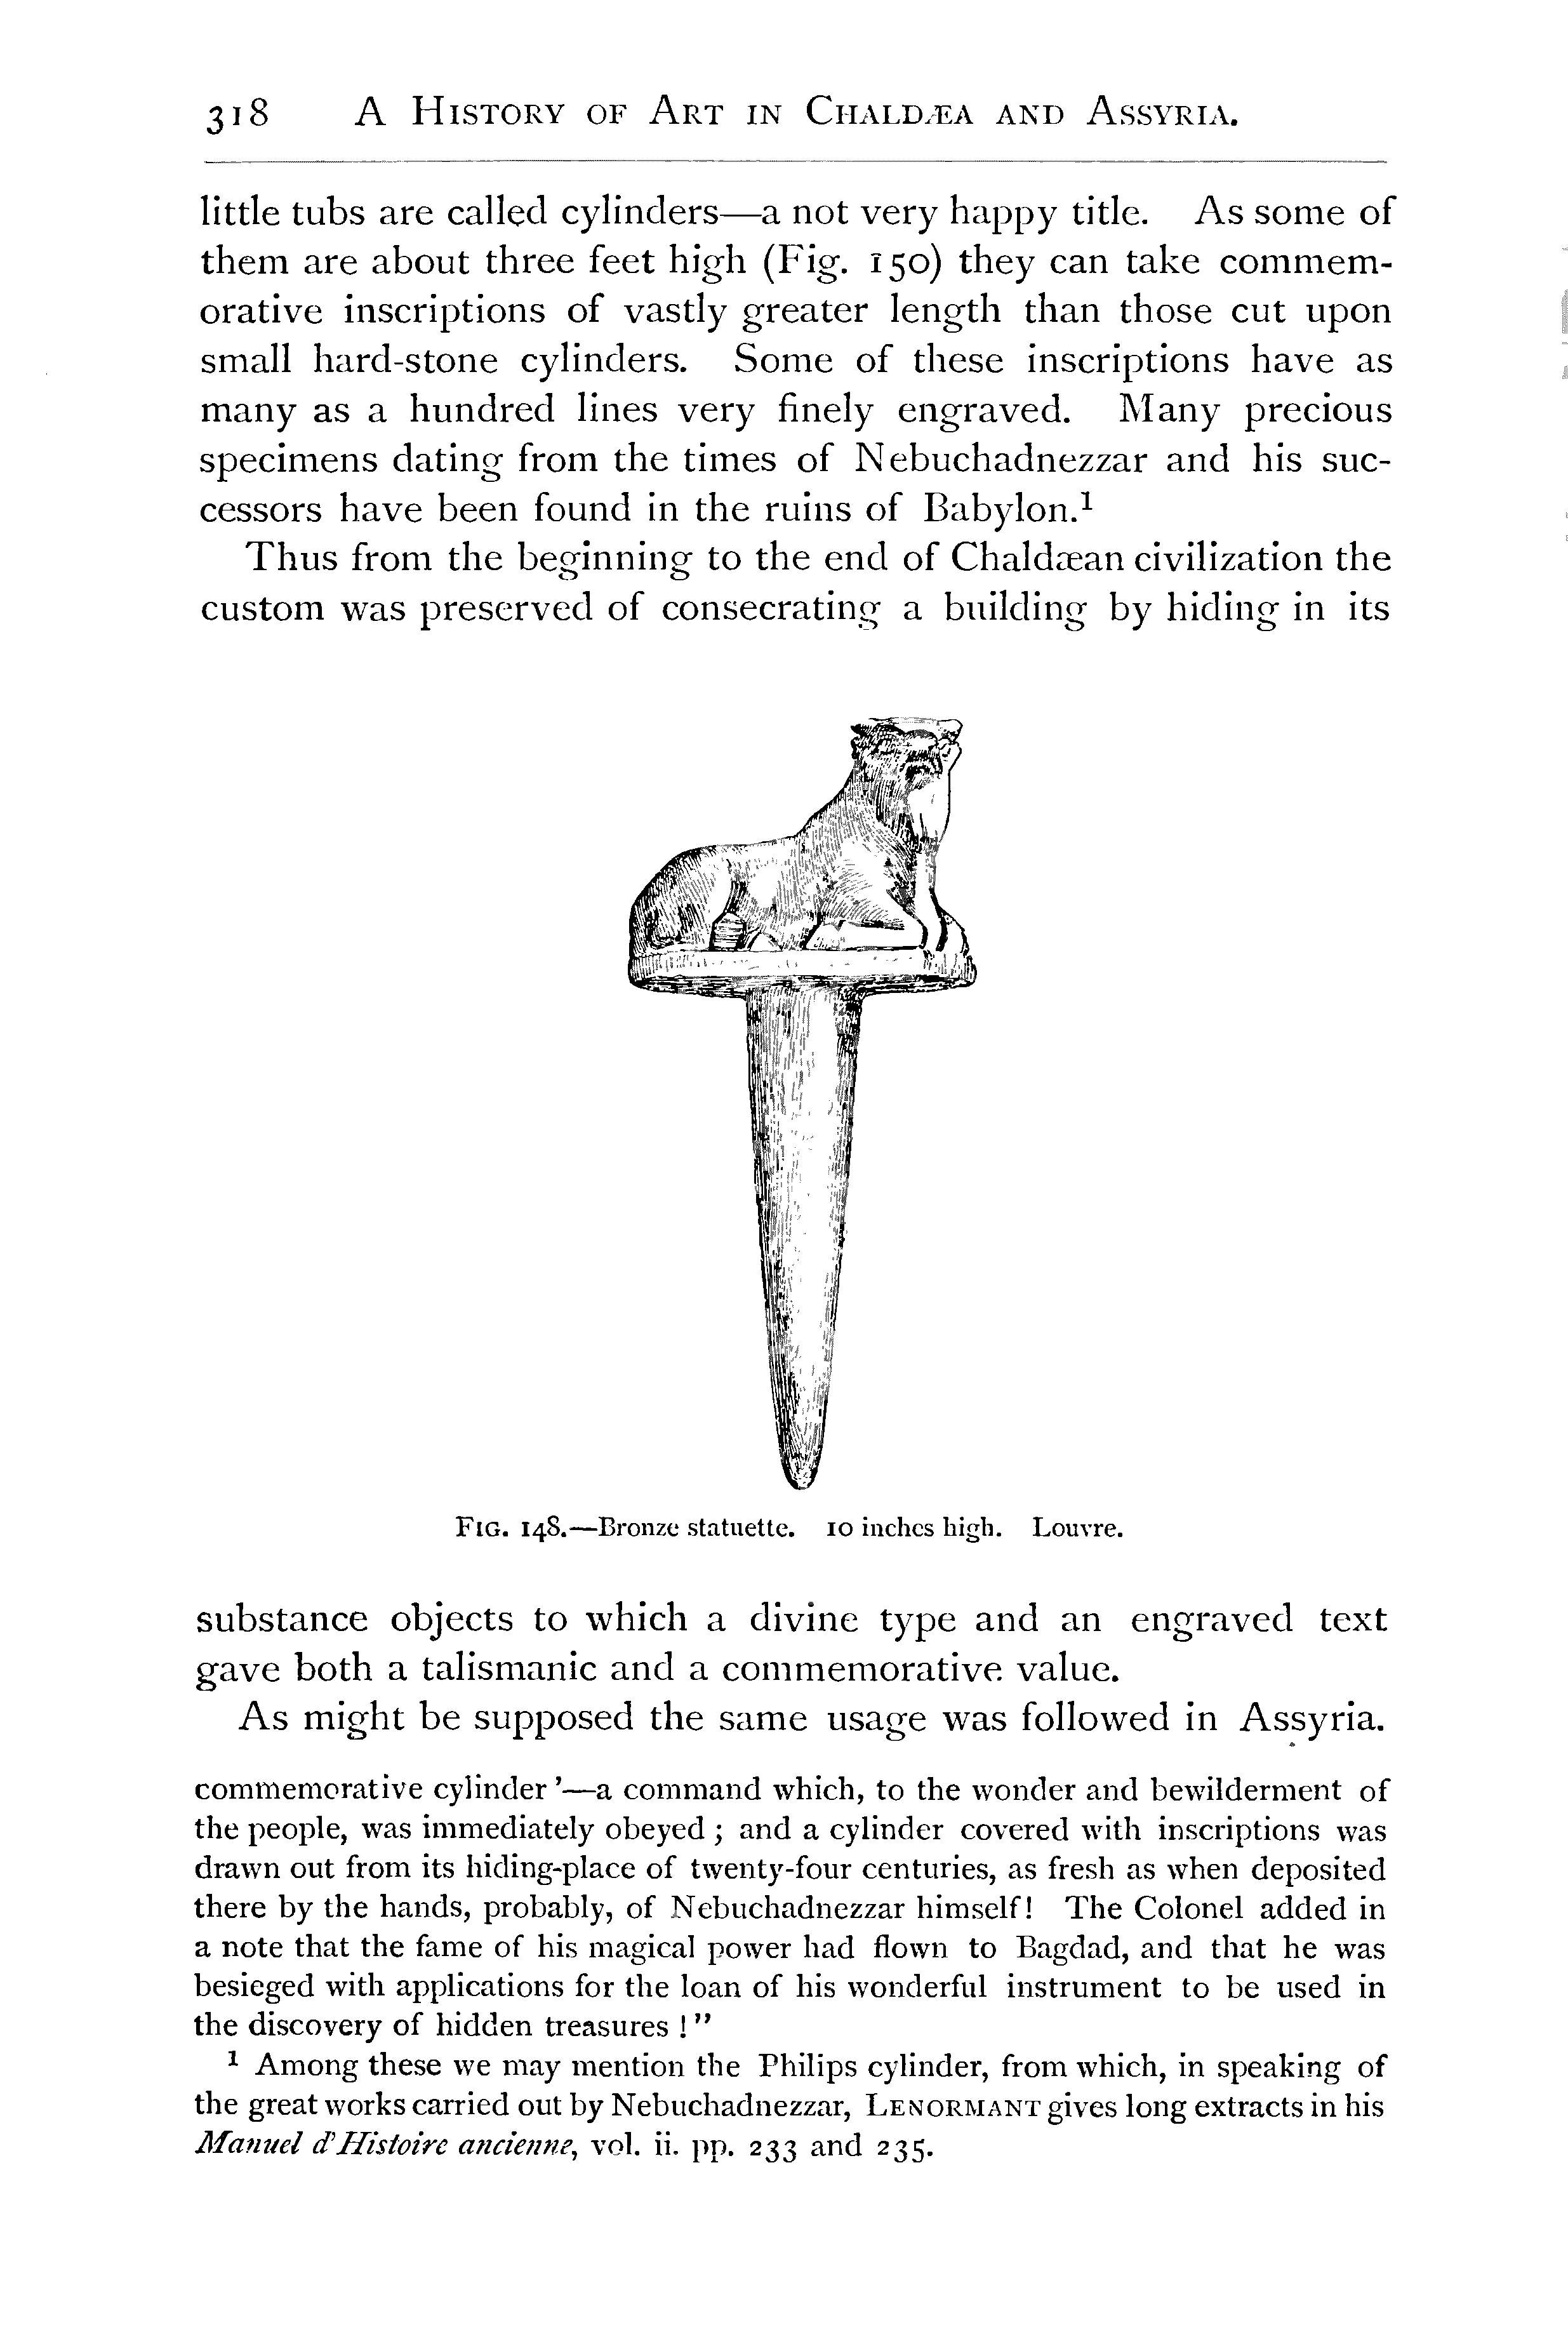 318 A History of Art in Chaldæa and Assyria.
little tubs are called cylinders—a not very happy title. As some of
them are about three feet high (Fig. 150) they can take commem-
orative inscriptions of vastly greater length than those cut upon
small hard-stone cylinders. Some of these inscriptions have as
many as a hundred lines very finely engraved. Many precious
specimens dating from the times of Nebuchadnezzar and his suc-
cessors have been found in the ruins of Babylon.¹
Thus from the beginning to the end of Chaldæan civilization the
custom was preserved of consecrating a building by hiding in its
Fig. 148.—Bronze statuette. 10 inches high. Louvre.
substance objects to which a divine type and an engraved text
gave both a talismanic and a commemorative value.
As might be supposed the same usage was followed in Assyria.
commemorative cylinder’—a command which, to the wonder and bewilderment of
the people, was immediately obeyed ; and a cylinder covered with inscriptions was
drawn out from its hiding-place of twenty-four centuries, as fresh as when deposited
there by the hands, probably, of Nebuchadnezzar himself! The Colonel added in
a note that the fame of his magical power had flown to Bagdad, and that he was
besieged with applications for the loan of his wonderful instrument to be used in
the discovery of hidden treasures !”
¹ Among these we may mention the Philips cylinder, from which, in speaking of
the great works carried out by Nebuchadnezzar, Lenormant gives long extracts in his
Manuel d’Histoire ancienne, vol. ii. pp. 233 and 235.